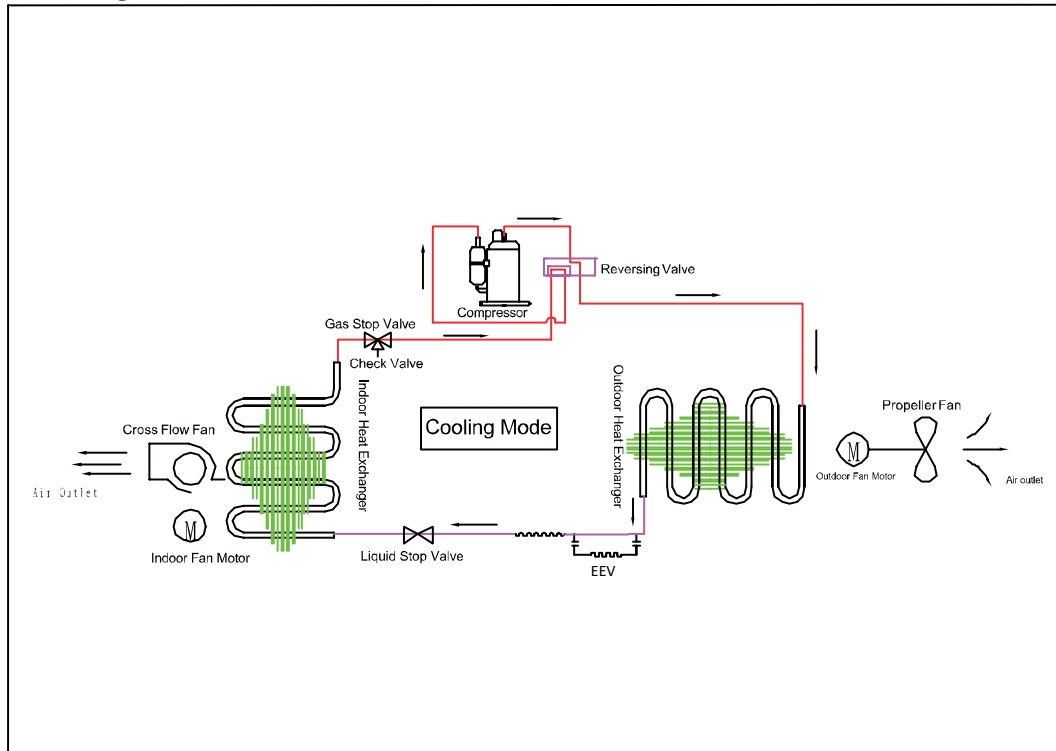 Reversing Valve
Compressor
Gas Stop Valve
Check Valve
Indoor Heat Exchanger
Outdoor Heat Exchanger
Cooling Mode
Propeller Fan
Cross Flow Fan
M
Outdoor Fan Motor
Air outlet
Air Outlet
M
Indoor Fan Motor
Liquid Stop Valve
EEV